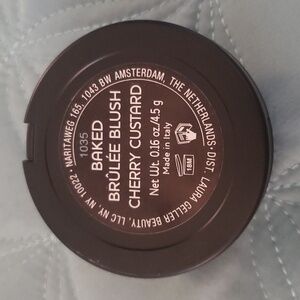 1035
BAKED
BRÛLÉE BLUSH
CHERRY CUSTARD
Net Wt. 0.16 oz/4.5 g
Made in Italy
18M
MARITAWEG 165, 1043 BW AMSTERDAM, THE NETHERLANDS · DIST. LAURA GELLER BEAUTY, LLC NY, NY 10022 ·